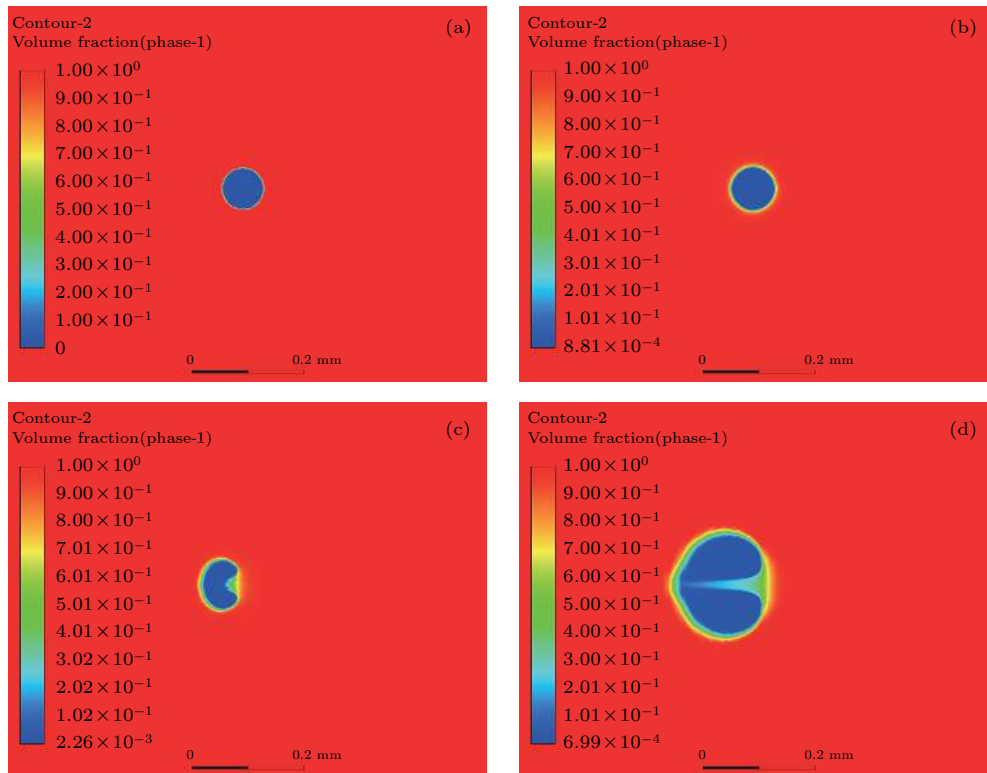 Contour-2
Volume fraction(phase-1)
(a)
1.00×10⁰
9.00×10⁻¹
8.00×10⁻¹
7.00×10⁻¹
6.00×10⁻¹
5.00×10⁻¹
4.00×10⁻¹
3.00×10⁻¹
2.00×10⁻¹
1.00×10⁻¹
0
0 0.2 mm
Contour-2
Volume fraction(phase-1)
(b)
1.00×10⁰
9.00×10⁻¹
8.00×10⁻¹
7.00×10⁻¹
6.00×10⁻¹
5.00×10⁻¹
4.01×10⁻¹
3.01×10⁻¹
2.01×10⁻¹
1.01×10⁻¹
8.81×10⁻⁴
0 0.2 mm
Contour-2
Volume fraction(phase-1)
(c)
1.00×10⁰
9.00×10⁻¹
8.00×10⁻¹
7.01×10⁻¹
6.01×10⁻¹
5.01×10⁻¹
4.01×10⁻¹
3.02×10⁻¹
2.02×10⁻¹
1.02×10⁻¹
2.26×10⁻³
0 0.2 mm
Contour-2
Volume fraction(phase-1)
(d)
1.00×10⁰
9.00×10⁻¹
8.00×10⁻¹
7.00×10⁻¹
6.00×10⁻¹
5.00×10⁻¹
4.00×10⁻¹
3.00×10⁻¹
2.01×10⁻¹
1.01×10⁻¹
6.99×10⁻⁴
0 0.2 mm